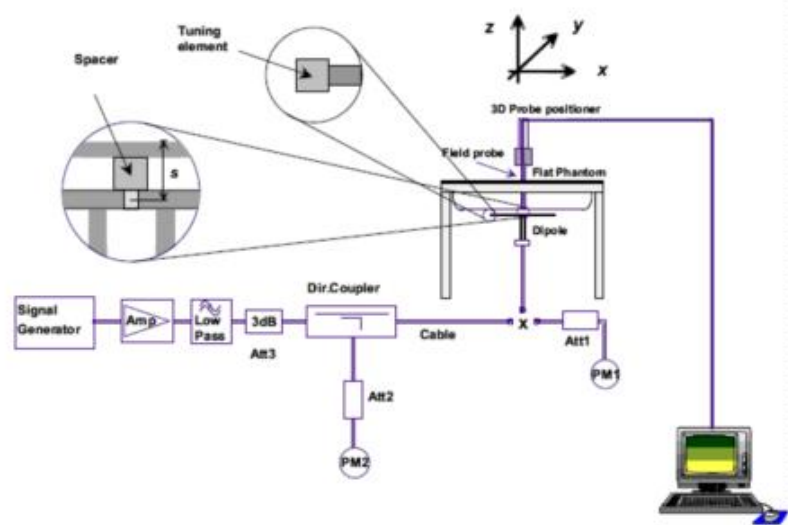 Tuning
element
Spacer
s
z
y
x
3D Probe positioner
Field probe
Flat Phantom
Dipole
Dir.Coupler
Signal
Generator
Amp
Low
Pass
3dB
Att3
Cable
X
Att1
PM1
Att2
PM2